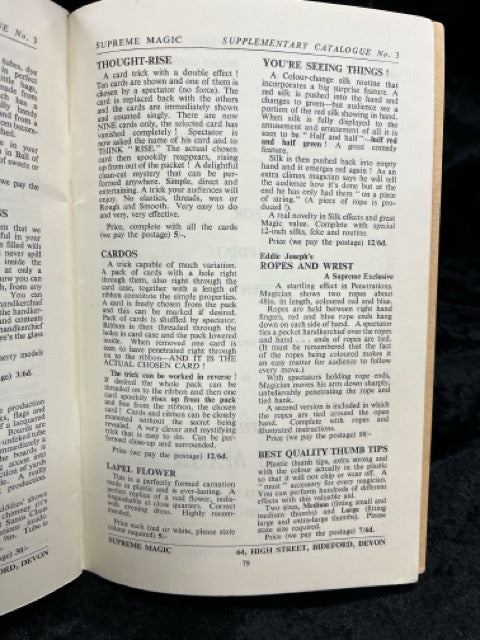 UE No. 3
SUPREME MAGIC
SUPPLEMENTARY CATALOGUE No. 3
THOUGHT-RISE
A card trick with a double effect !
Ten cards are shown and one of them is
chosen by a spectator (no force). The
card is replaced back with the others
and the cards are immediately shown
and counted singly. There are now
NINE cards only, the selected card has
vanished completely ! Spectator is
now asked the name of his card and to
THINK "RISE." The actual chosen
card then spookily reappears, rising
up from out of the packet ! A delightful
clean-cut mystery that can be per-
formed anywhere. Simple, direct and
entertaining. A trick your audiences will
enjoy. No elastics, threads, wax or
Rough and Smooth. Very easy to do
and very, very effective.
Price, complete with all the cards
(we pay the postage) 5/-.
CARDOS
A trick capable of much variation.
A pack of cards with a hole right
through them, also right through the
card case, together with a length of
ribbon constitute the simple properties.
A card is freely chosen from the pack
and this can be marked if desired.
Pack of cards is shuffled by spectator.
Ribbon is then threaded through the
holes in card case and the pack lowered
inside. When removed one card is
seen to have penetrated right through
on to the ribbon—AND IT IS THE
ACTUAL CHOSEN CARD !
The trick can be worked in reverse !
If desired the whole pack can be
threaded on to the ribbon and then one
card spookily rises up from the pack
and free from the ribbon, the chosen
card ! Cards and ribbon can be closely
examined without the secret being
revealed. A very clever and mystifying
trick that is easy to do. Can be per-
formed close-up and surrounded.
Price (we pay the postage) 12/6d.
LAPEL FLOWER
This is a perfectly formed carnation
made in plastic and is ever-lasting. A
perfect replica of a real flower, indis-
tinguishable at close quarters. Correct
with evening dress. Highly recom-
mended.
Price each (red or white, please state
colour required) 5/-
YOU'RE SEEING THINGS !
A Colour-change silk routine that
incorporates a big surprise feature. A
red silk is pushed into the hand and
changes to green—but audience see a
portion of the red silk showing in hand.
When silk is fully displayed to the
amusement and amazement of all it is
seen to be " Half and half "—half red
and half green ! A great comedy
feature.
Silk is then pushed back into empty
hand and it emerges red again ! As an
extra climax magician says he will tell
the audience how it's done but at the
end he has only had them " on a piece
of string." (A piece of rope is pro-
duced !).
A real novelty in Silk effects and great
Magic value. Complete with special
12-inch silks, feke and routine.
Price (we pay the postage) 12/6d.
Eddie Joseph's
ROPES AND WRIST
A Supreme Exclusive
A startling effect in Penetrations.
Magician shows two ropes about
48in. in length, coloured red and blue.
Ropes are held between right hand
fingers, red and blue rope ends hang
down on each side of hand. A spectator
ties a pocket handkerchief over the ropes
and hand . . . ends of ropes are tied.
(It must be remembered that the fact
of the ropes being coloured makes it
an easy matter for audience to follow
every move.)
With spectators holding rope ends,
Magician moves his arm down sharply,
unbelievably penetrating the rope and
tied hank.
A second version is included in which
the ropes are tied around the open
hand. Complete with ropes and
illustrated instructions.
Price (we pay the postage) 10/-
BEST QUALITY THUMB TIPS
Plastic thumb tips, extra strong and
with the colour actually in the plastic
so that it will not chip or wear off. A
" must " accessory for every magician.
You can perform hundreds of different
effects with this valuable aid.
Two sizes, Medium (fitting small and
medium thumbs) and Large (fitting
large and extra-large thumbs). Please
state size required.
Price (we pay the postage) 7/6d.
SUPREME MAGIC
64, HIGH STREET, BIDEFORD, DEVON
79